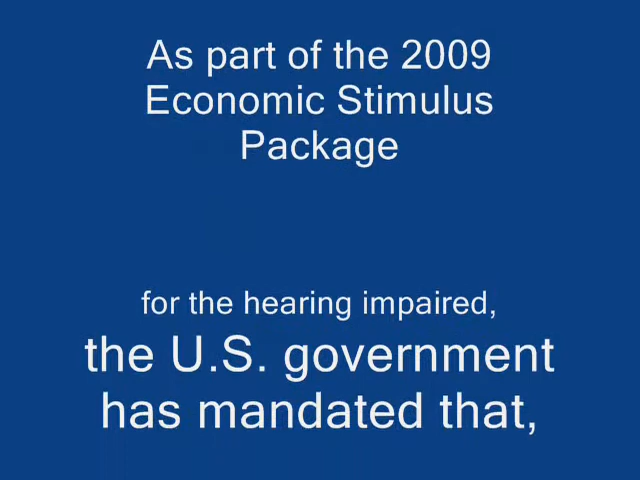 As part of the 2009
Economic Stimulus
Package
for the hearing impaired,
the U.S. government
has mandated that,